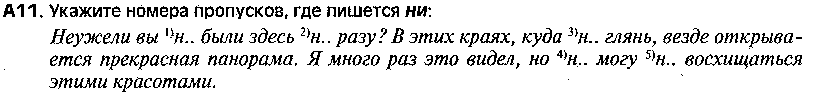 А11. Укажите номера пропусков, где пишется ни:
Неужели вы ¹⁾н.. были здесь ²⁾н.. разу? В этих краях, куда ³⁾н.. глянь, везде открыва-
ется прекрасная панорама. Я много раз это видел, но ⁴⁾н.. могу ⁵⁾н.. восхищаться
этими красотами.